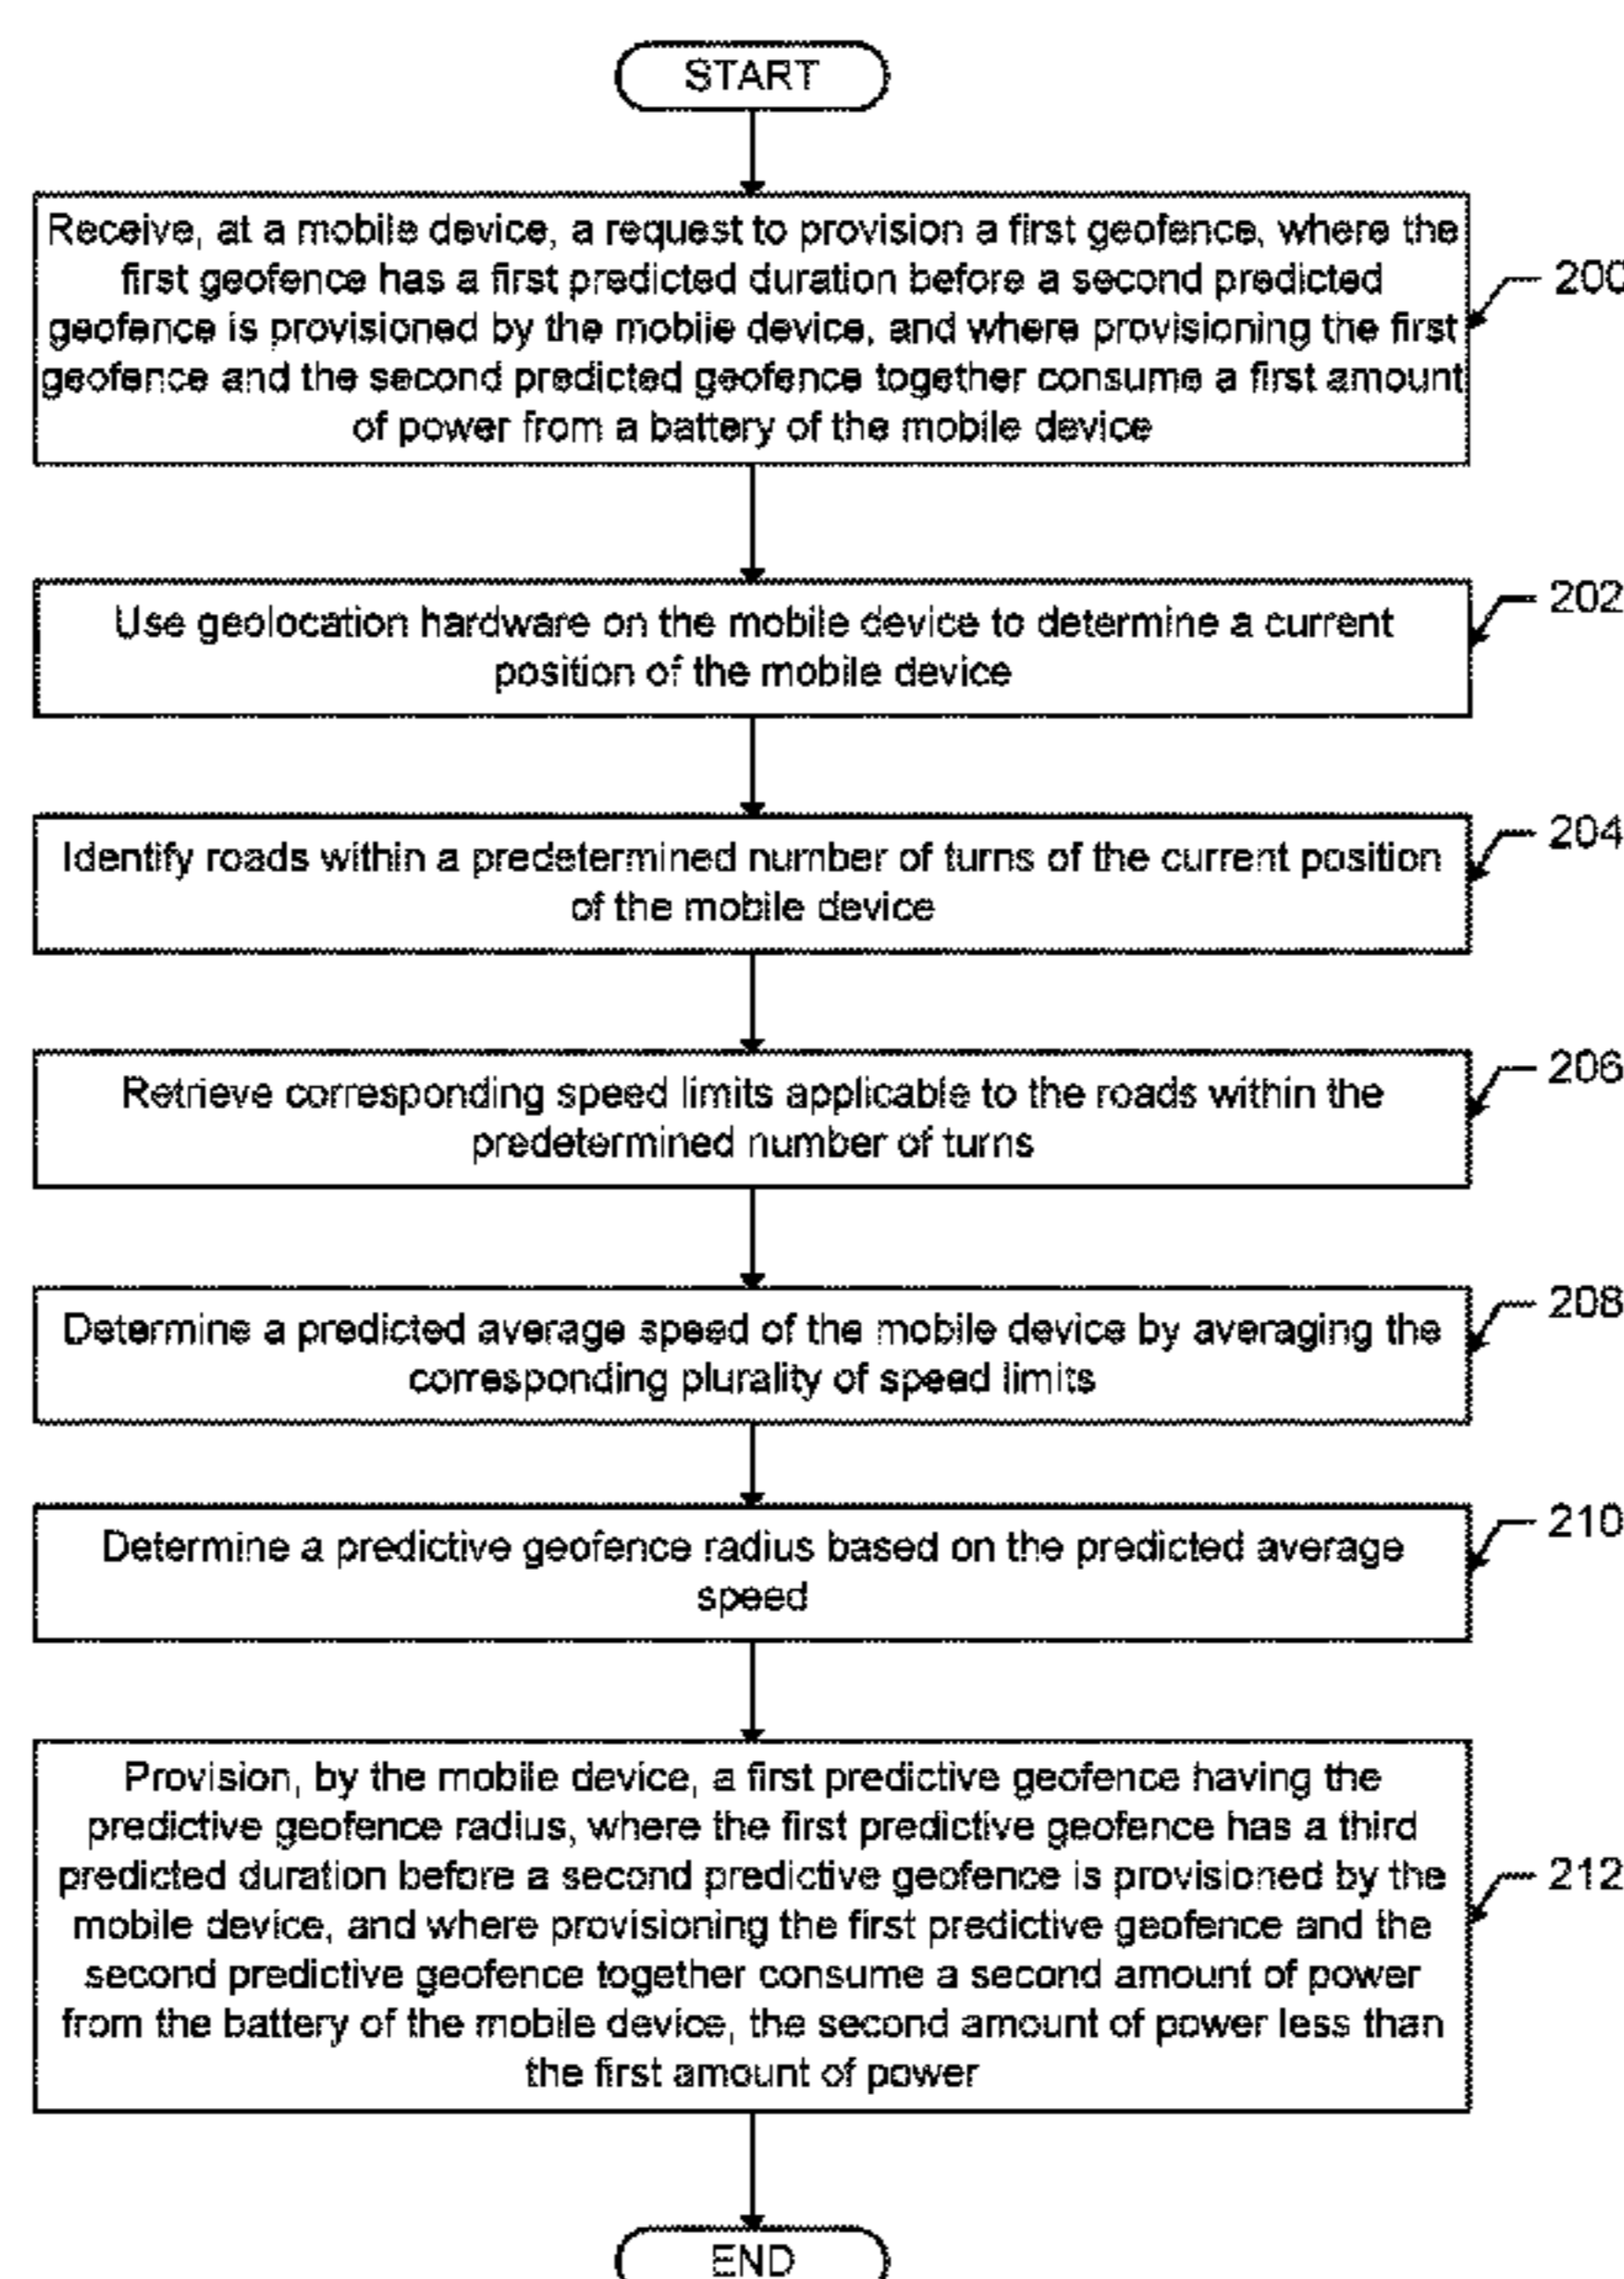 START
Receive, at a mobile device, a request to provision a first geofence, where the
first geofence has a first predicted duration before a second predicted
geofence is provisioned by the mobile device, and where provisioning the first
geofence and the second predicted geofence together consume a first amount
of power from a battery of the mobile device
200
Use geolocation hardware on the mobile device to determine a current
position of the mobile device
202
Identify roads within a predetermined number of turns of the current position
of the mobile device
204
Retrieve corresponding speed limits applicable to the roads within the
predetermined number of turns
206
Determine a predicted average speed of the mobile device by averaging the
corresponding plurality of speed limits
208
Determine a predictive geofence radius based on the predicted average
speed
210
Provision, by the mobile device, a first predictive geofence having the
predictive geofence radius, where the first predictive geofence has a third
predicted duration before a second predictive geofence is provisioned by the
mobile device, and where provisioning the first predictive geofence and the
second predictive geofence together consume a second amount of power
from the battery of the mobile device, the second amount of power less than
the first amount of power
212
END